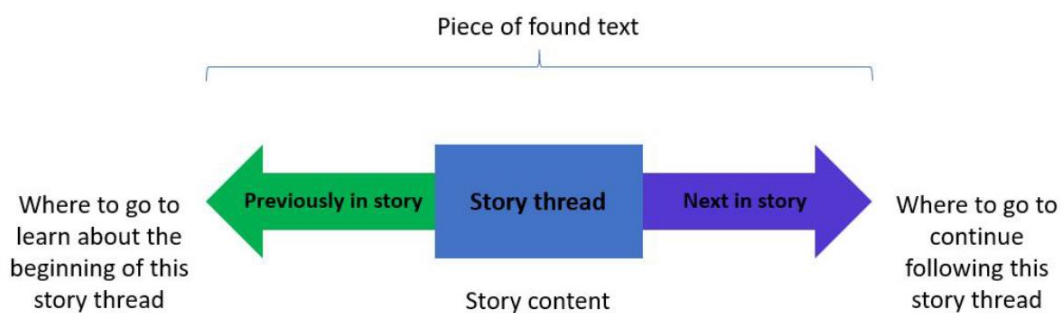 Piece of found text
Previously in story
Story thread
Next in story
Where to go to
learn about the
beginning of this
story thread
Story content
Where to go to
continue
following this
story thread